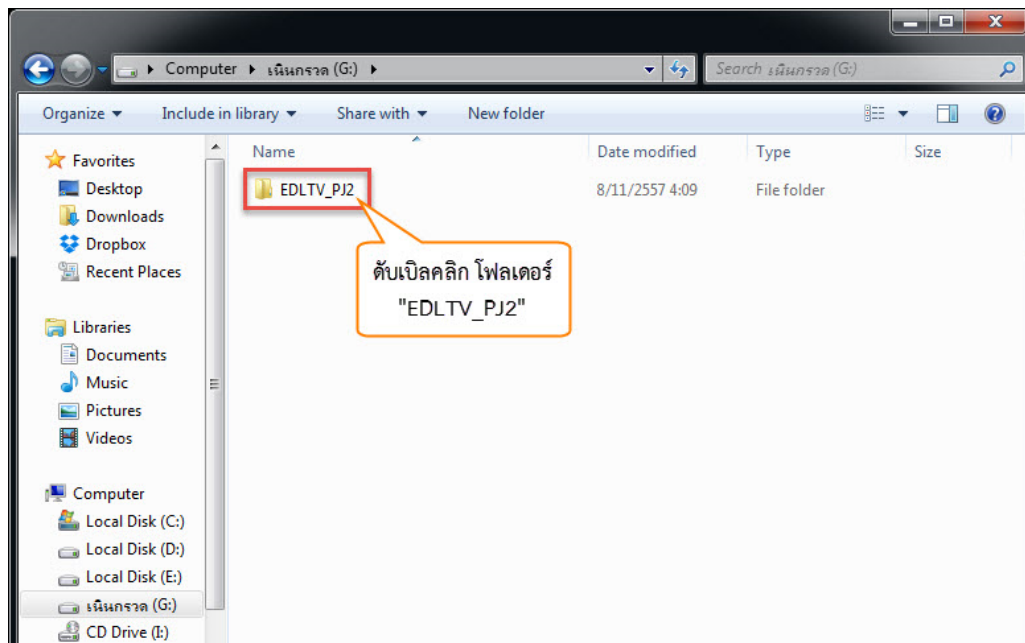 Computer ▸ เนินกรวด (G:) ▸
Search เนินกรวด (G:)
Organize
Include in library
Share with
New folder
Name
Date modified
Type
Size
EDLTV_PJ2
8/11/2557 4:09
File folder
ดับเบิลคลิก โฟลเดอร์
"EDLTV_PJ2"
Favorites
Desktop
Downloads
Dropbox
Recent Places
Libraries
Documents
Music
Pictures
Videos
Computer
Local Disk (C:)
Local Disk (D:)
Local Disk (E:)
เนินกรวด (G:)
CD Drive (I:)